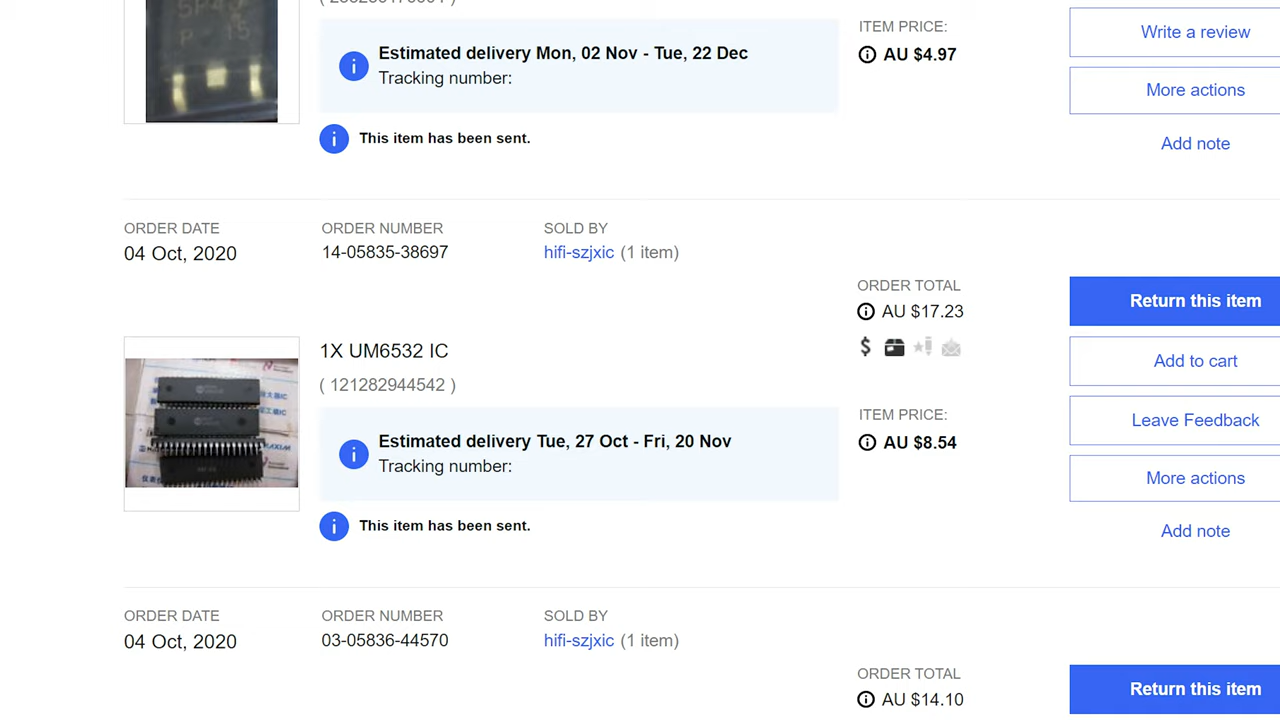 ITEM PRICE:
AU $4.97
Write a review
Estimated delivery Mon, 02 Nov - Tue, 22 Dec
Tracking number:
More actions
This item has been sent.
Add note
ORDER DATE
ORDER NUMBER
SOLD BY
04 Oct, 2020
14-05835-38697
hifi-szjxic (1 item)
ORDER TOTAL
AU $17.23
Return this item
1X UM6532 IC
( 121282944542 )
Add to cart
ITEM PRICE:
AU $8.54
Leave Feedback
Estimated delivery Tue, 27 Oct - Fri, 20 Nov
Tracking number:
More actions
This item has been sent.
Add note
ORDER DATE
ORDER NUMBER
SOLD BY
04 Oct, 2020
03-05836-44570
hifi-szjxic (1 item)
ORDER TOTAL
AU $14.10
Return this item